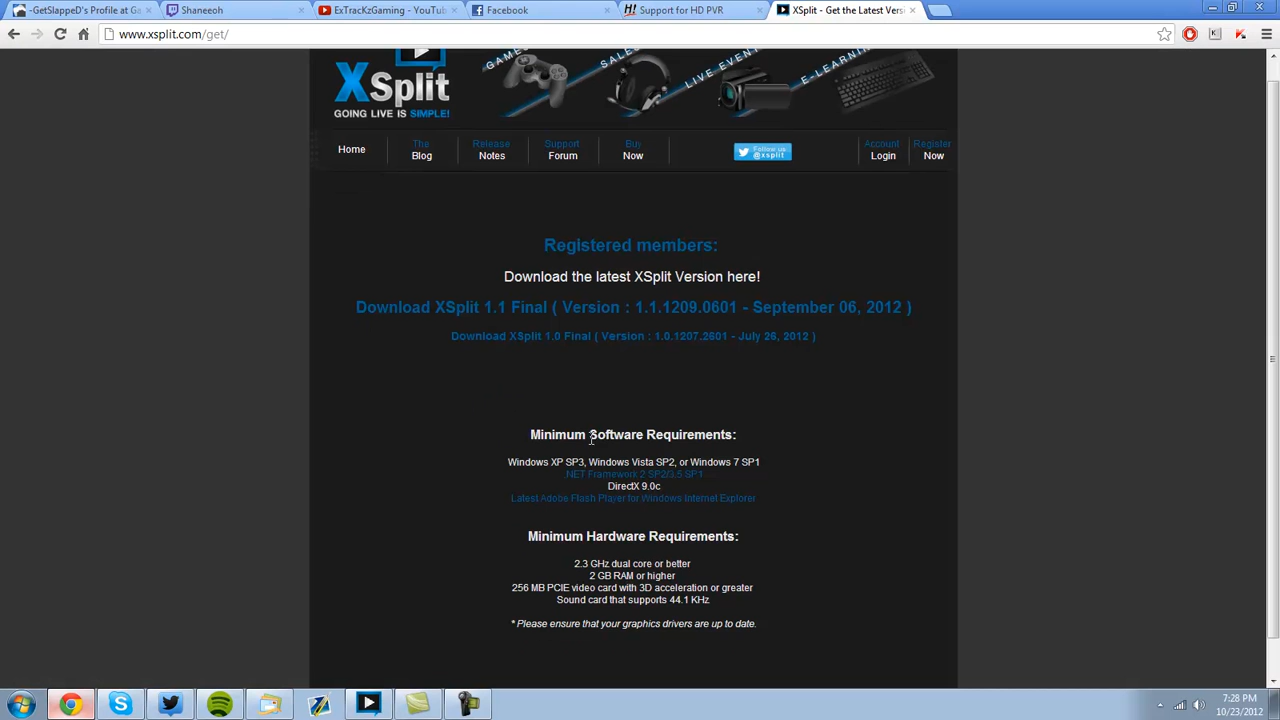 -GetSlappeD's Profile at Ga
Shaneoh
ExTracKzGaming - YouTub
Facebook
Support for HD PVR
XSplit - Get the Latest Versi
www.xsplit.com/get/
GAMES
SALES
LIVE EVENT
E-LEARNING
XSplit
GOING LIVE IS SIMPLE!
Home
The Blog
Release Notes
Support Forum
Buy Now
Follow us @xsplit
Account Login
Register Now
Registered members:
Download the latest XSplit Version here!
Download XSplit 1.1 Final ( Version : 1.1.1209.0601 - September 06, 2012 )
Download XSplit 1.0 Final ( Version : 1.0.1207.2601 - July 26, 2012 )
Minimum Software Requirements:
Windows XP SP3, Windows Vista SP2, or Windows 7 SP1
.NET Framework 2 SP2/3.5 SP1
DirectX 9.0c
Latest Adobe Flash Player for Windows Internet Explorer
Minimum Hardware Requirements:
2.3 GHz dual core or better
2 GB RAM or higher
256 MB PCIE video card with 3D acceleration or greater
Sound card that supports 44.1 KHz
* Please ensure that your graphics drivers are up to date.
7:28 PM
10/23/2012